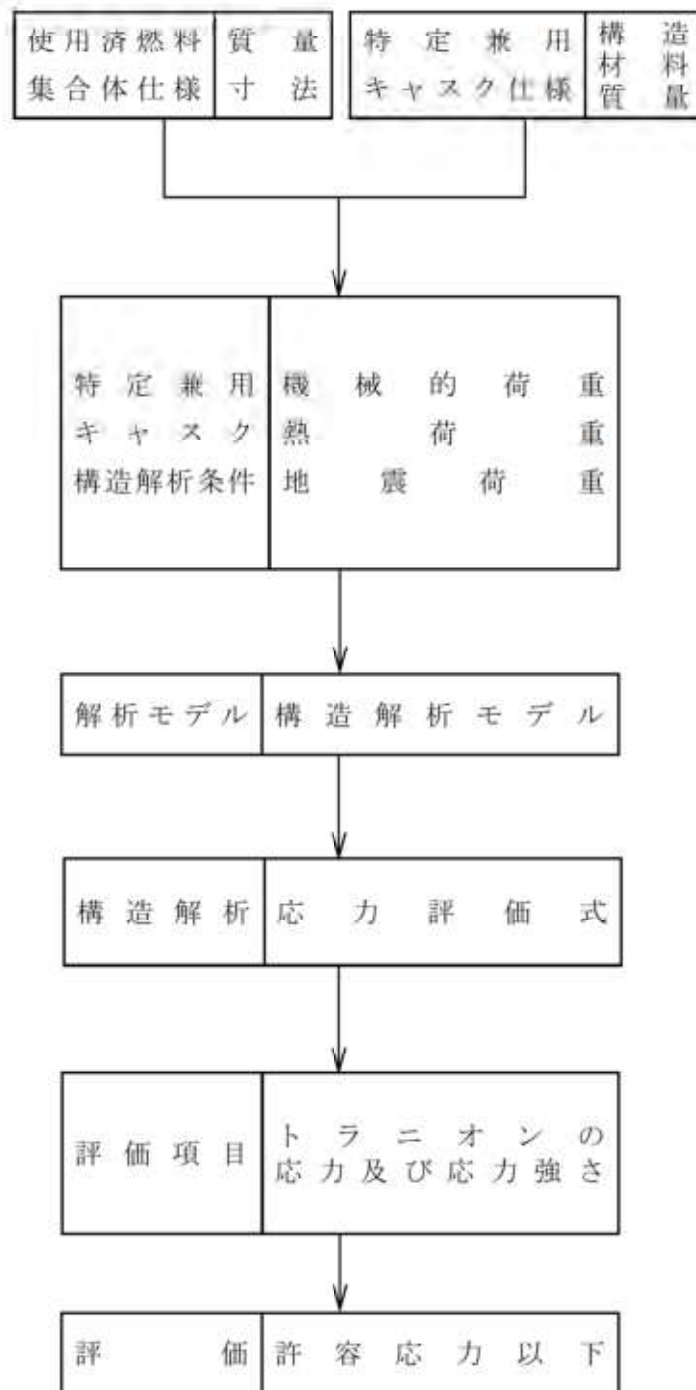 使用済燃料
集合体仕様
質量
寸法
特定兼用
キャスク仕様
構造
材料
質量
特定兼用
キャスク
構造解析条件
機械的荷重
熱荷重
地震荷重
解析モデル
構造解析モデル
構造解析
応力評価式
評価項目
トラニオンの
応力及び応力強さ
評価
許容応力以下